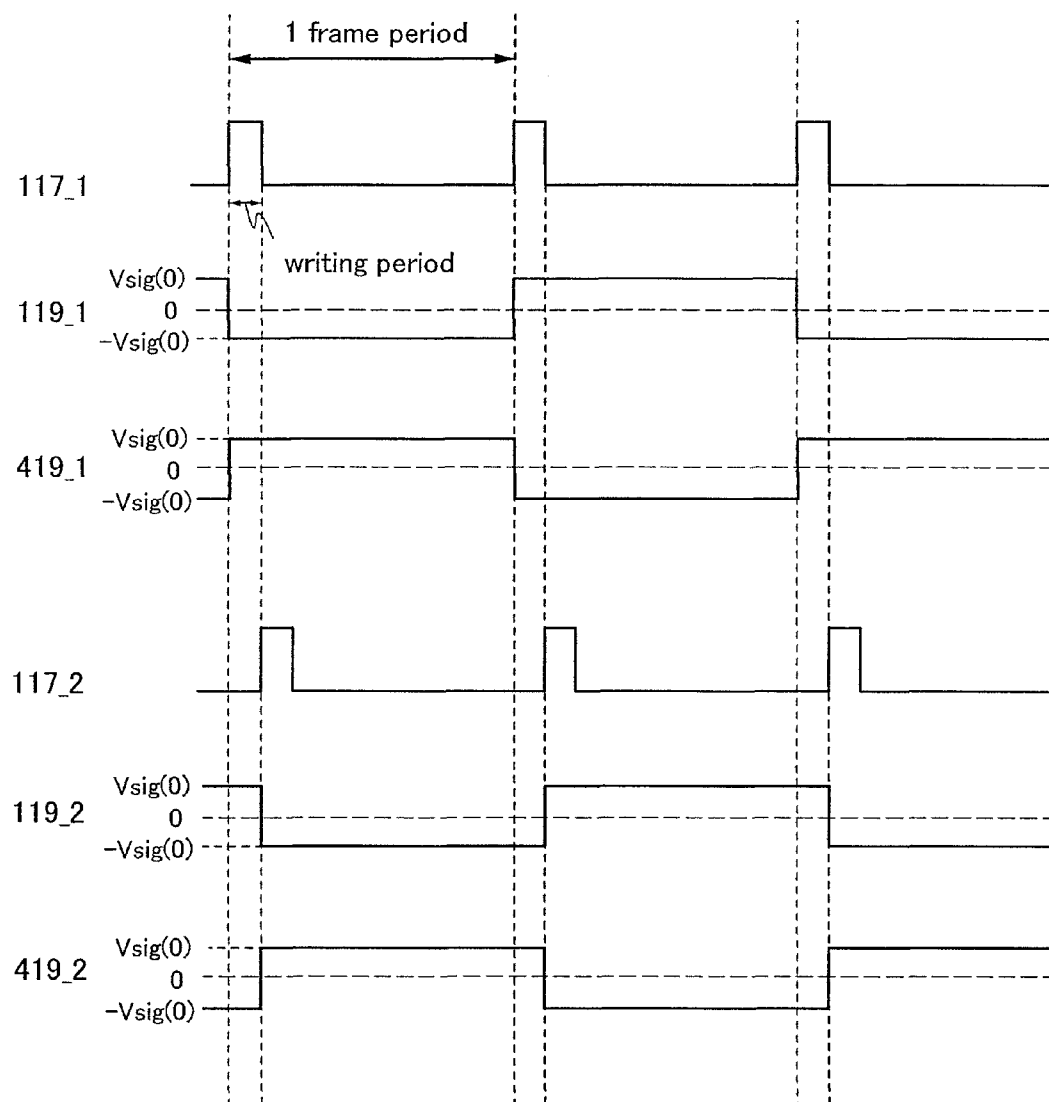 1 frame period
117_1
writing period
Vsig(0)
119_1
0
-Vsig(0)
Vsig(0)
419_1
0
-Vsig(0)
117_2
Vsig(0)
119_2
0
-Vsig(0)
Vsig(0)
419_2
0
-Vsig(0)